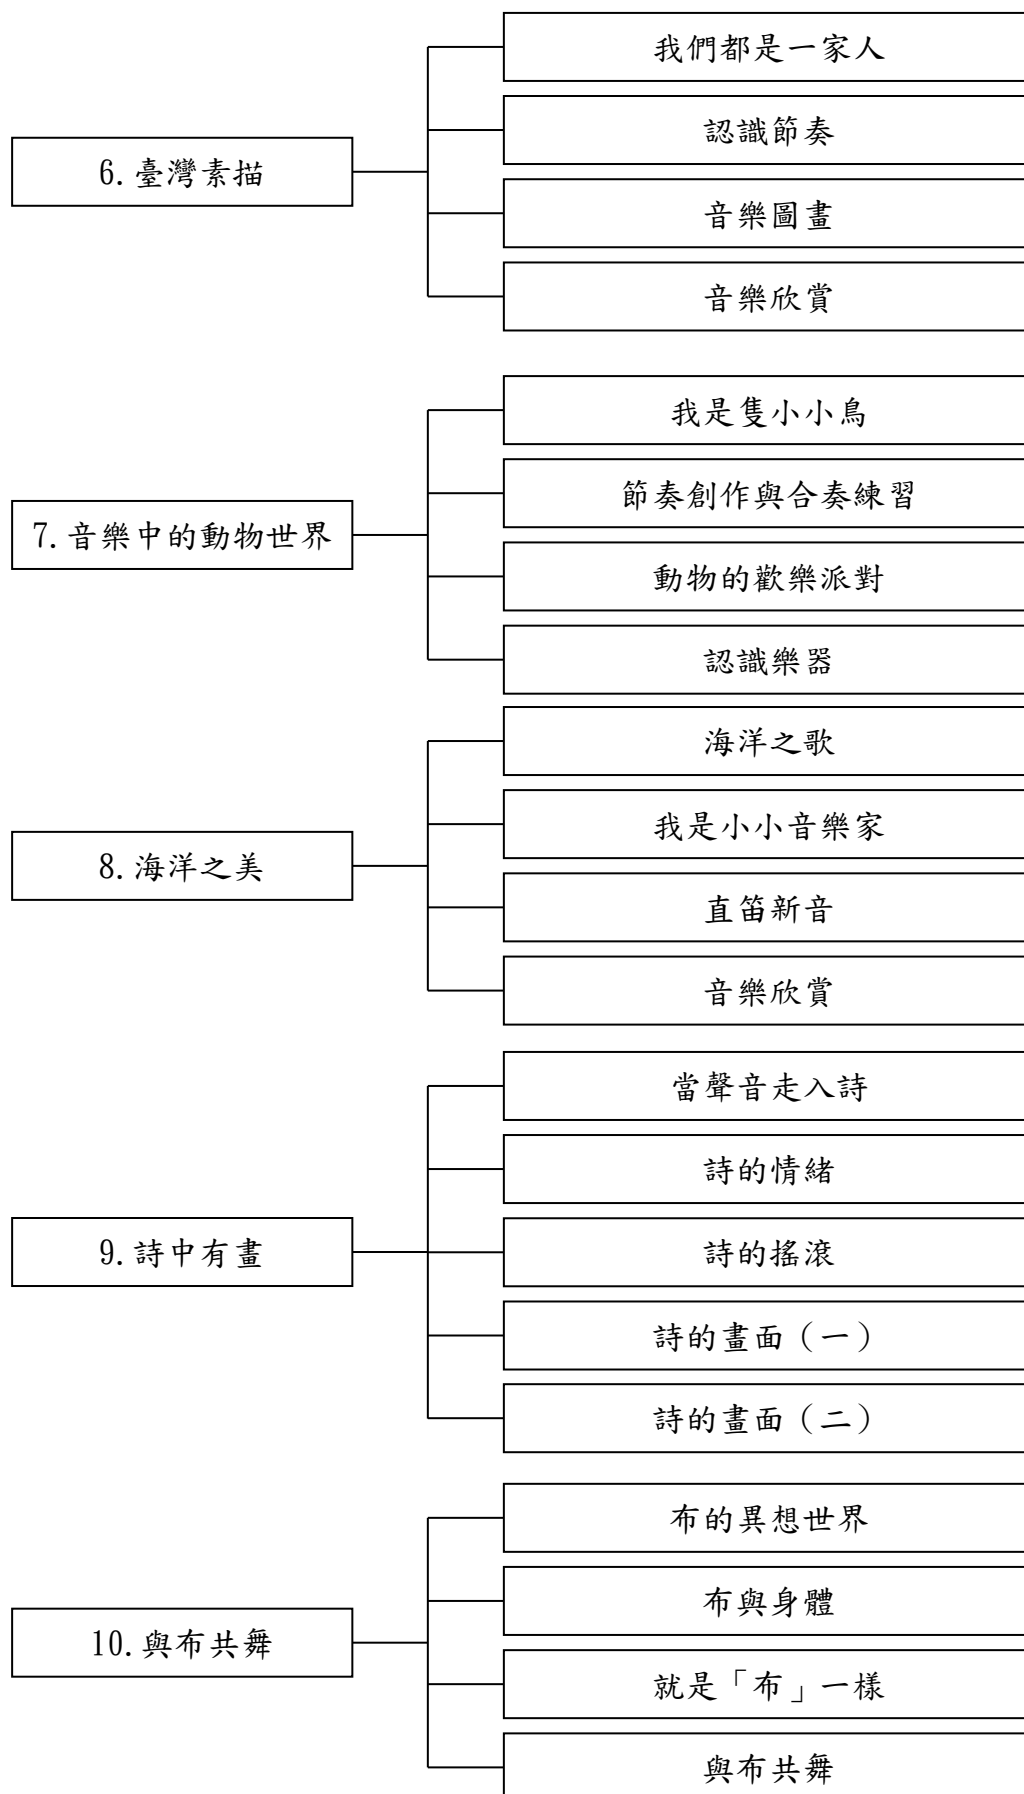 6.臺灣素描
我們都是一家人
認識節奏
音樂圖畫
音樂欣賞
7.音樂中的動物世界
我是隻小小鳥
節奏創作與合奏練習
動物的歡樂派對
認識樂器
8.海洋之美
海洋之歌
我是小小音樂家
直笛新音
音樂欣賞
9.詩中有畫
當聲音走入詩
詩的情緒
詩的搖滾
詩的畫面（一）
詩的畫面（二）
10.與布共舞
布的異想世界
布與身體
就是「布」一樣
與布共舞